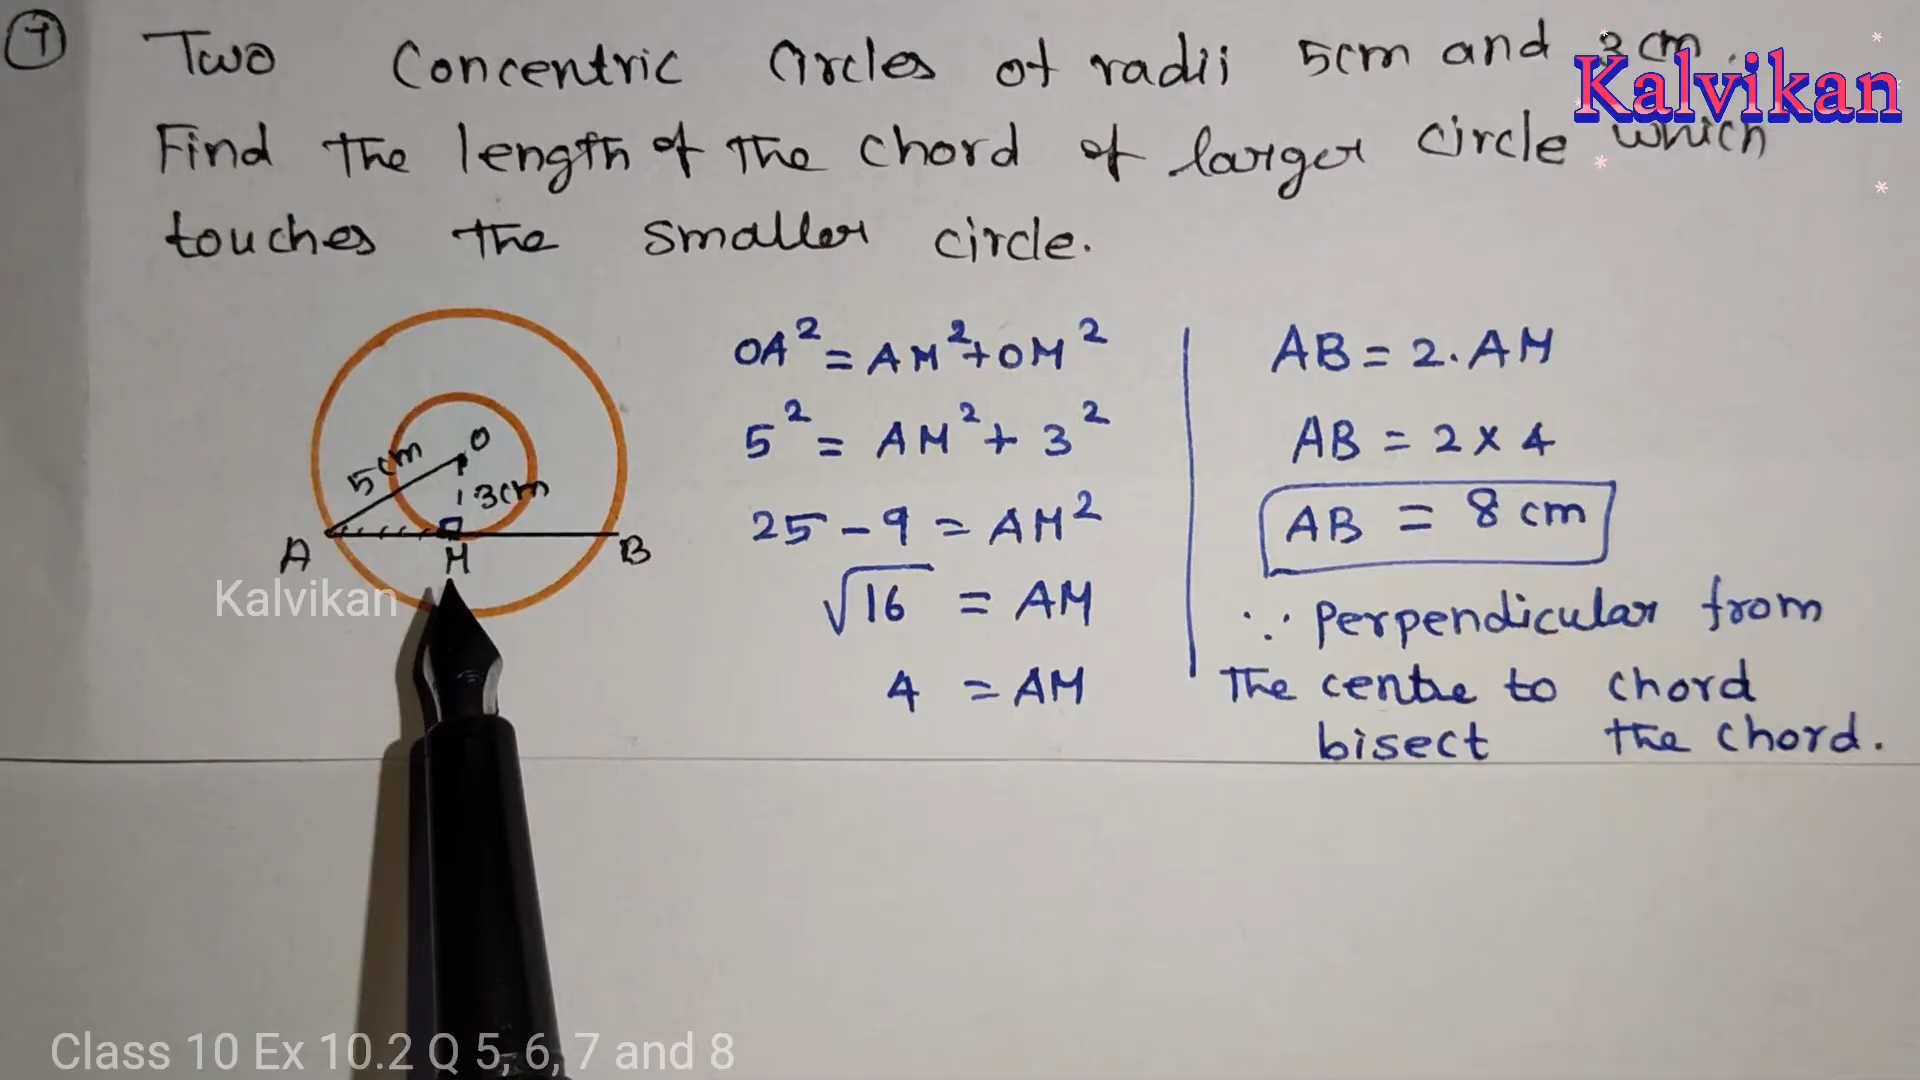 7
Two Concentric Circles of radii 5cm and 3cm.
Kalvikan
Find the length of the chord of larger circle which
touches the smaller circle.
OA² = AM² + OM²
5² = AM² + 3²
25 - 9 = AM²
√16 = AM
4 = AM
AB = 2. AM
AB = 2 × 4
AB = 8 cm
∵ perpendicular from
the centre to chord
bisect the chord.
O
5cm
3cm
A
M
B
Kalvikan
Class 10 Ex 10.2 Q 5, 6, 7 and 8